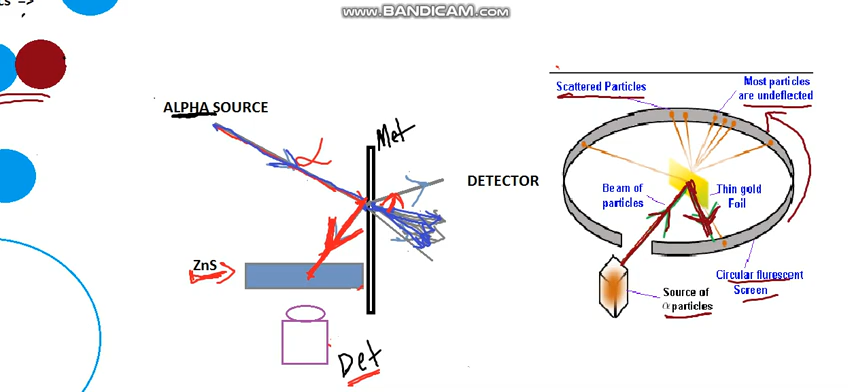 cs =>
www.BANDICAM.com
ALPHA SOURCE
α
Met
DETECTOR
ZnS
Det
Scattered Particles
Most particles
are undeflected
Beam of
particles
Thin gold
Foil
Circular flurescent
Screen
Source of
α particles